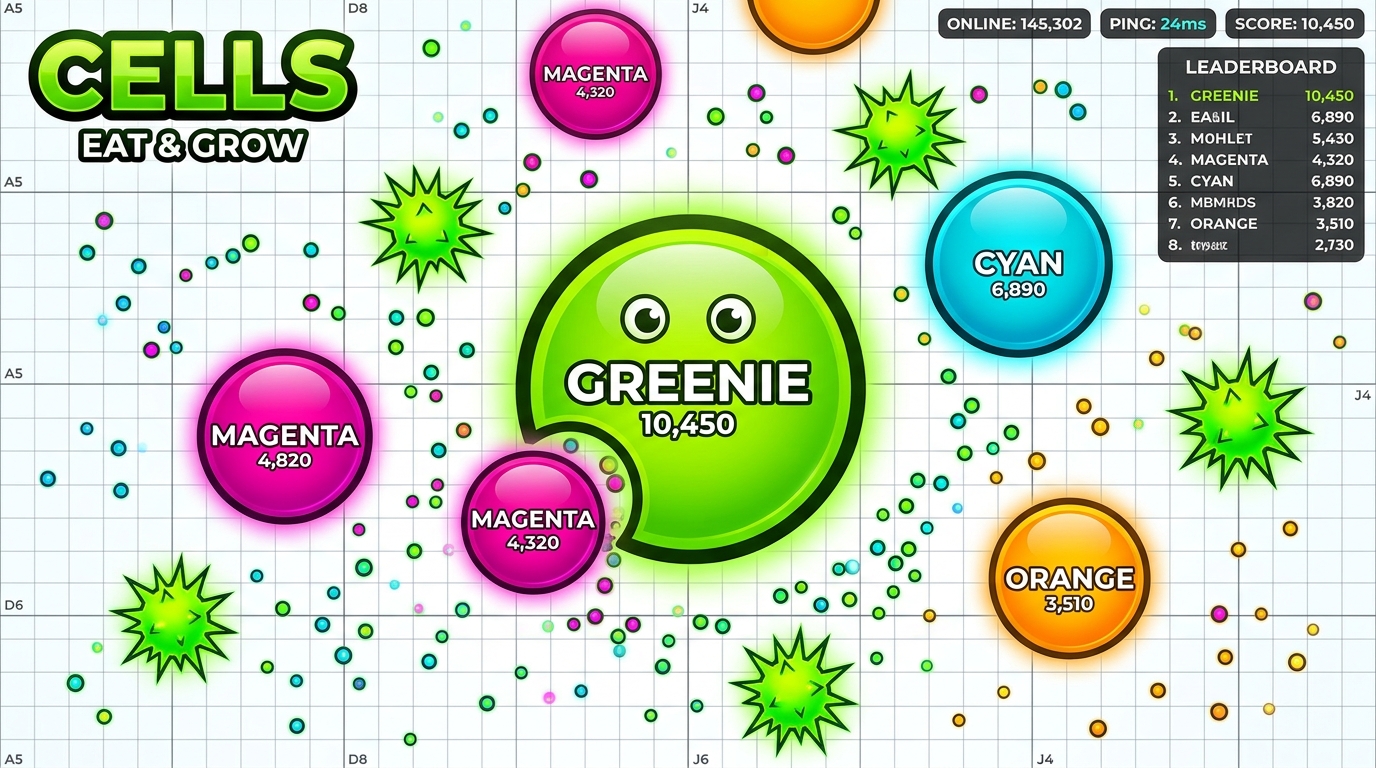 A5
D8
J4
CELLS
EAT & GROW
ONLINE: 145,302
PING: 24ms
SCORE: 10,450
LEADERBOARD
1. GREENIE 10,450
2. 6,890
3. MOHLET 5,430
4. MAGENTA 4,320
5. CYAN 6,890
6. 3,820
7. ORANGE 3,510
8. 2,730
MAGENTA
4,320
A5
CYAN
6,890
A5
J4
GREENIE
10,450
MAGENTA
4,820
MAGENTA
4,320
ORANGE
3,510
D6
A5
D8
J6
J4